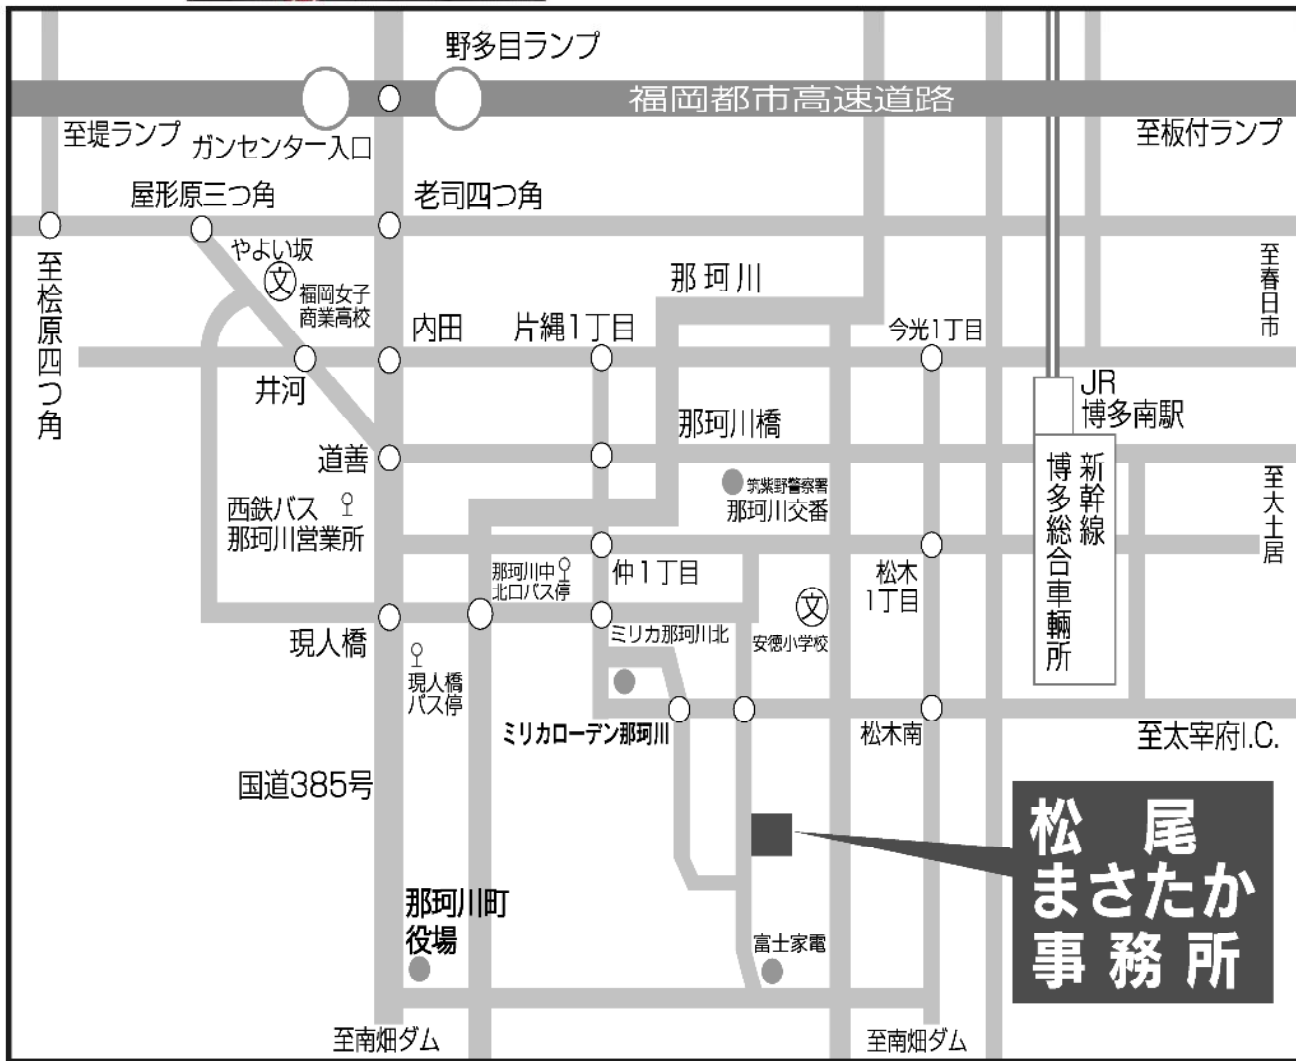 野多目ランプ
福岡都市高速道路
至堤ランプ
ガンセンター入口
至板付ランプ
屋形原三つ角
老司四つ角
やよい坂
文
福岡女子
商業高校
至桧原四つ角
那珂川
至春日市
内田
片縄1丁目
今光1丁目
井河
JR
博多南駅
那珂川橋
道善
新幹線
博多総合車輛所
筑紫野警察署
那珂川交番
至大土居
西鉄バス
那珂川営業所
那珂川中
北口バス停
仲1丁目
松木
1丁目
文
現人橋
ミリカ那珂川北
安徳小学校
現人橋
バス停
ミリカローデン那珂川
松木南
至太宰府I.C.
国道385号
松尾
まさたか
事務所
那珂川町
役場
富士家電
至南畑ダム
至南畑ダム